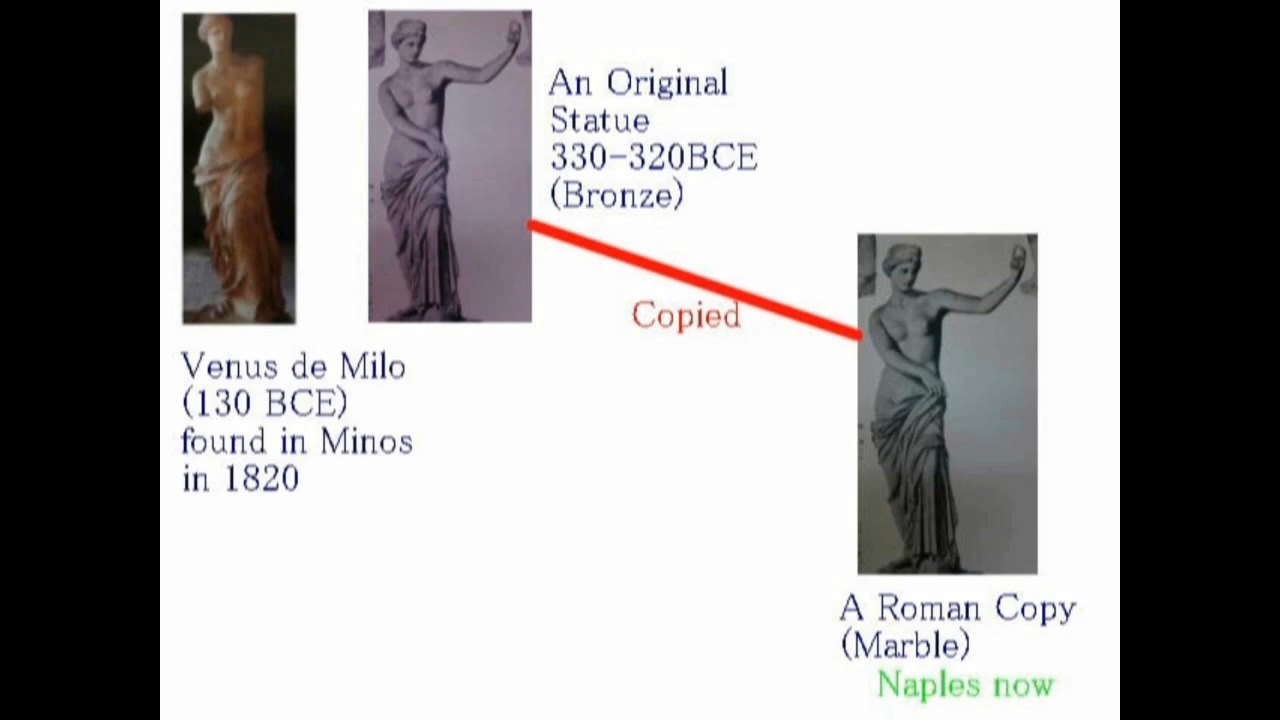 An Original
Statue
330-320BCE
(Bronze)
Copied
Venus de Milo
(130 BCE)
found in Minos
in 1820
A Roman Copy
(Marble)
Naples now